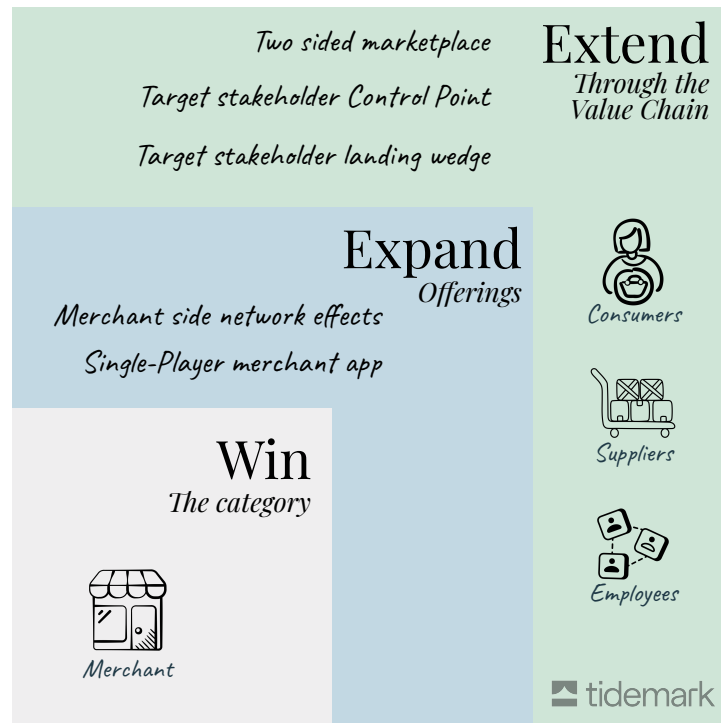 Two sided marketplace
Target stakeholder Control Point
Target stakeholder landing wedge
Extend
Through the
Value Chain
Expand
Offerings
Merchant side network effects
Single-Player merchant app
Win
The category
Merchant
Consumers
Suppliers
Employees
tidemark